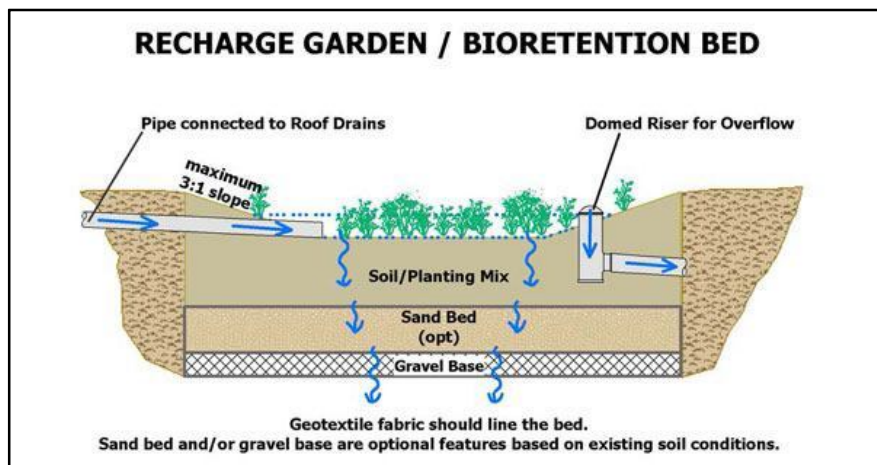 RECHARGE GARDEN / BIORETENTION BED
Pipe connected to Roof Drains
Domed Riser for Overflow
maximum
3:1 slope
Soil/Planting Mix
Sand Bed
(opt)
Gravel Base
Geotextile fabric should line the bed.
Sand bed and/or gravel base are optional features based on existing soil conditions.